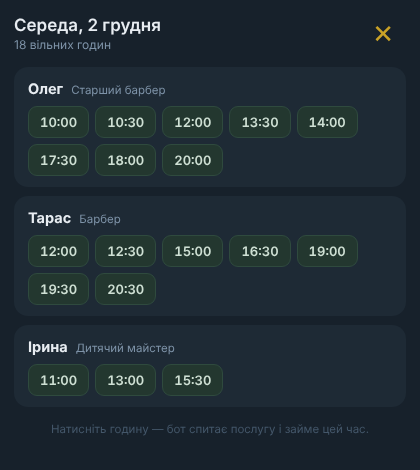 Середа, 2 грудня
18 вільних годин
Олег Старший барбер
10:00 10:30 12:00 13:30 14:00
17:30 18:00 20:00
Тарас Барбер
12:00 12:30 15:00 16:30 19:00
19:30 20:30
Ірина Дитячий майстер
11:00 13:00 15:30
Натисніть годину — бот спитає послугу і займе цей час.